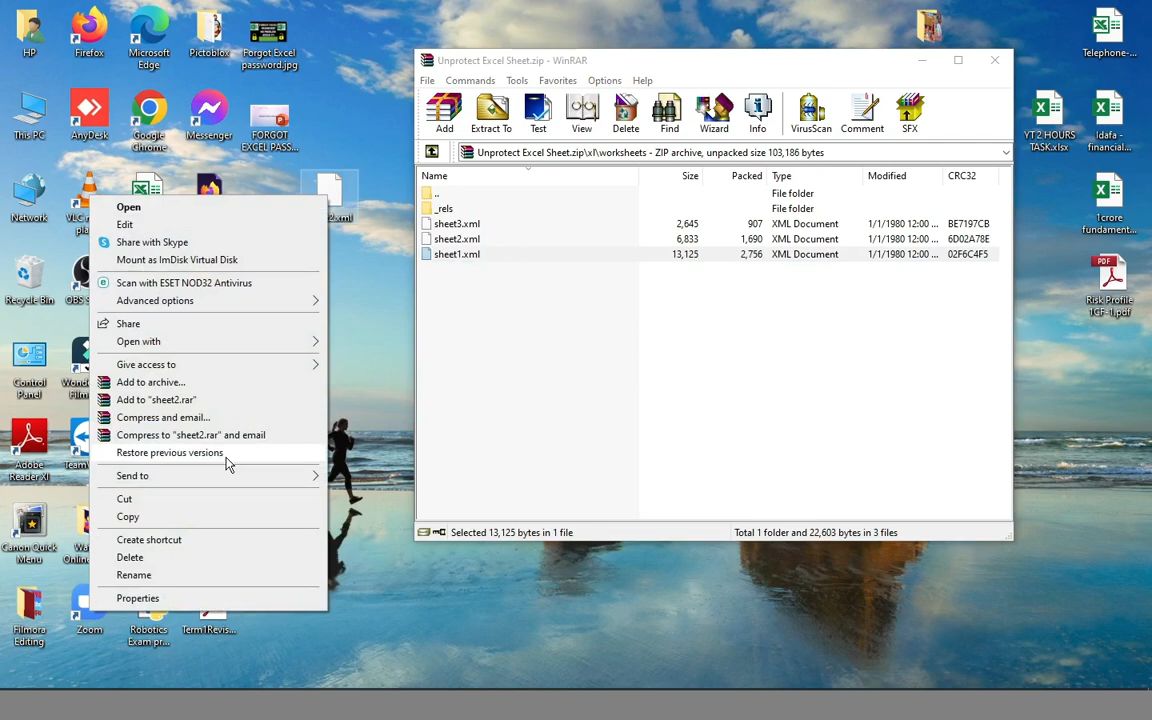 HP
Firefox
Microsoft
Edge
Pictoblox
Forgot Excel
password.jpg
This PC
AnyDesk
Google
Chrome
Messenger
FORGOT
EXCEL PASS...
Network
VLC
Recycle Bin
OBS
Control
Panel
Adobe
Reader XI
Canon Quick
Menu
Filmora
Editing
Zoom
Robotics
Exam pr...
Term1Revis...
Open
Edit
Share with Skype
Mount as ImDisk Virtual Disk
Scan with ESET NOD32 Antivirus
Advanced options
Share
Open with
Give access to
Add to archive...
Add to "sheet2.rar"
Compress and email...
Compress to "sheet2.rar" and email
Restore previous versions
Send to
Cut
Copy
Create shortcut
Delete
Rename
Properties
Unprotect Excel Sheet.zip - WinRAR
File Commands Tools Favorites Options Help
Add Extract To Test View Delete Find Wizard Info VirusScan Comment SFX
Unprotect Excel Sheet.zip\xl\worksheets - ZIP archive, unpacked size 103,186 bytes
Name Size Packed Type Modified CRC32
.. File folder
_rels File folder
sheet3.xml 2,645 907 XML Document 1/1/1980 12:00 ... BE7197CB
sheet2.xml 6,833 1,690 XML Document 1/1/1980 12:00 ... 6D02A78E
sheet1.xml 13,125 2,756 XML Document 1/1/1980 12:00 ... 02F6C4F5
Selected 13,125 bytes in 1 file
Total 1 folder and 22,603 bytes in 3 files
Telephone-...
YT 2 HOURS
TASK.xlsx
Idafa -
financial...
1crore
fundament...
PDF
Risk Profile
1CF-1.pdf